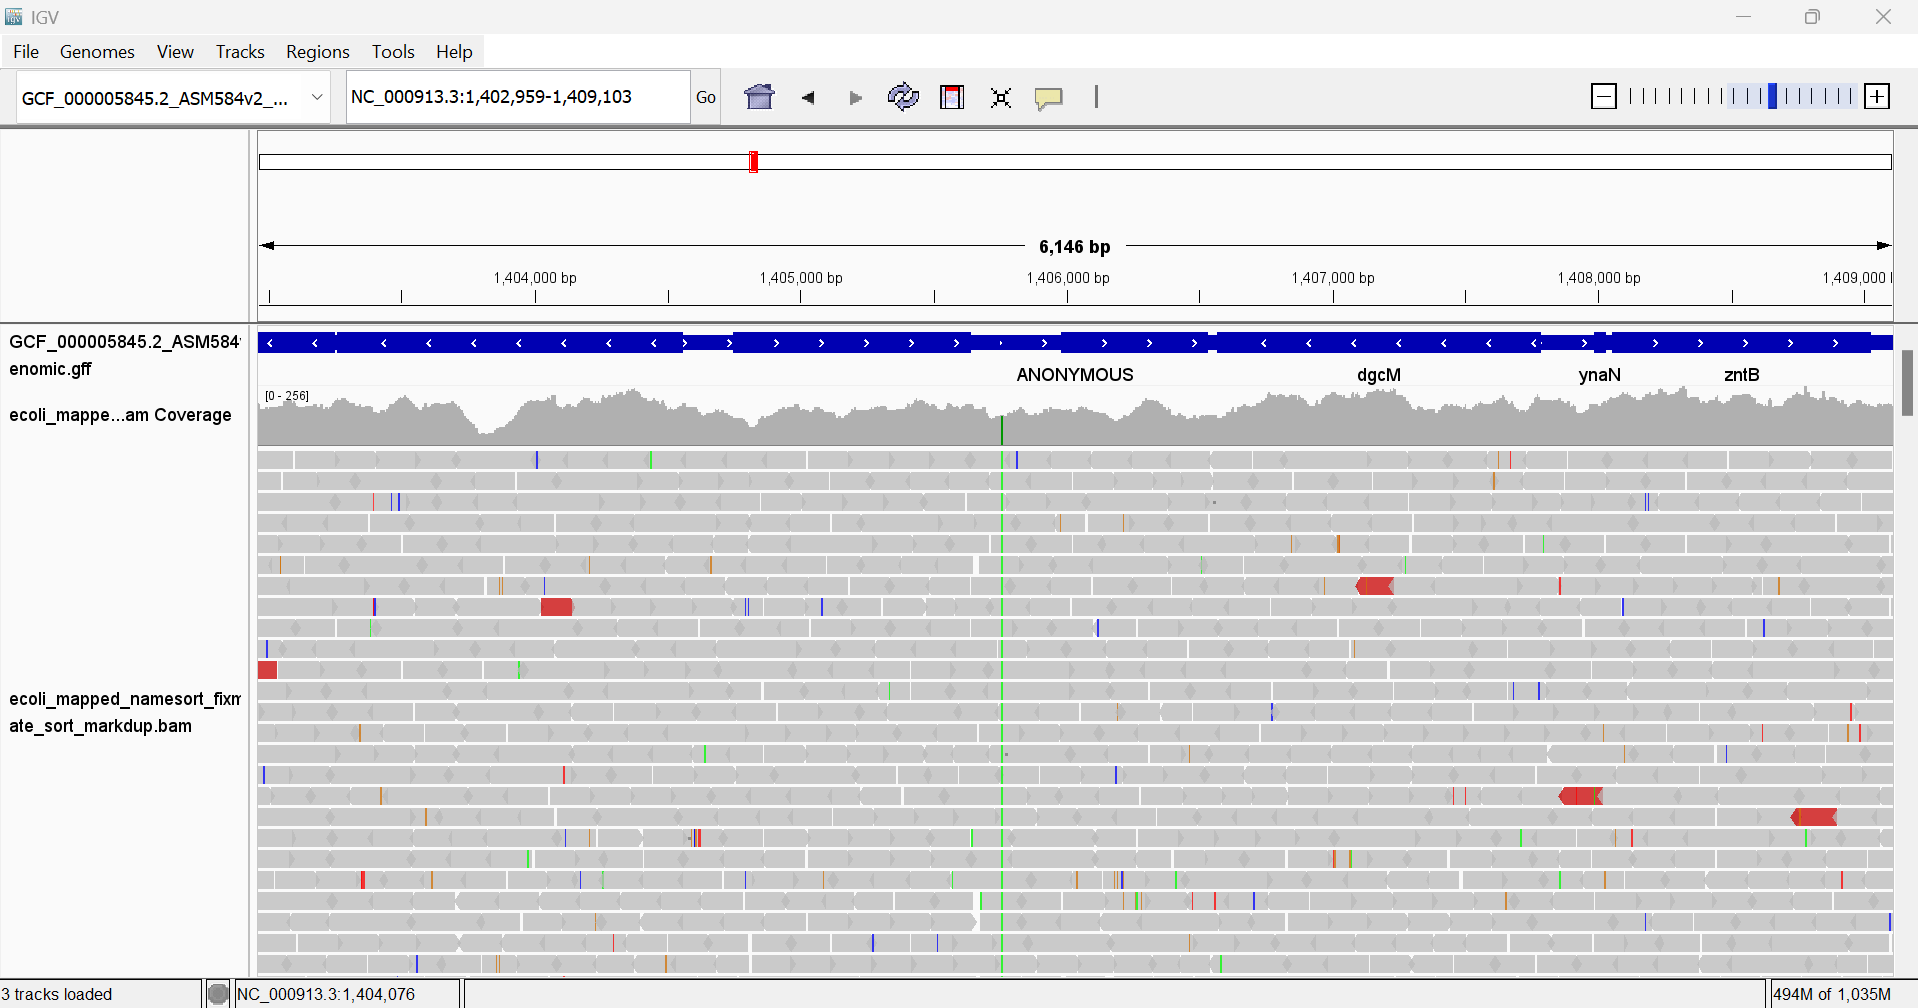 IGV
File Genomes View Tracks Regions Tools Help
GCF_000005845.2_ASM584v2_... NC_000913.3:1,402,959-1,409,103 Go
6,146 bp
1,404,000 bp 1,405,000 bp 1,406,000 bp 1,407,000 bp 1,408,000 bp 1,409,000
GCF_000005845.2_ASM584
enomic.gff
ANONYMOUS dgcM ynaN zntB
[0 - 256]
ecoli_mappe...am Coverage
ecoli_mapped_namesort_fixm
ate_sort_markdup.bam
3 tracks loaded NC_000913.3:1,404,076 494M of 1,035M